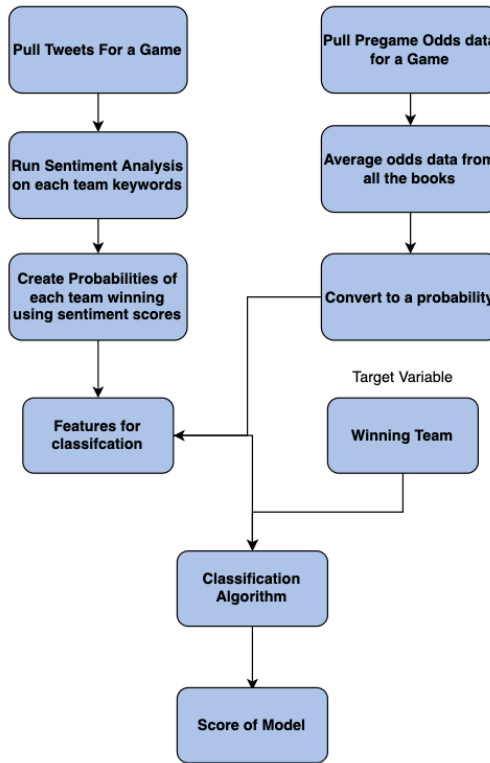 Pull Tweets For a Game
Pull Pregame Odds data
for a Game
Run Sentiment Analysis
on each team keywords
Average odds data from
all the books
Create Probabilities of
each team winning
using sentiment scores
Convert to a probability
Target Variable
Features for
classifcation
Winning Team
Classification
Algorithm
Score of Model